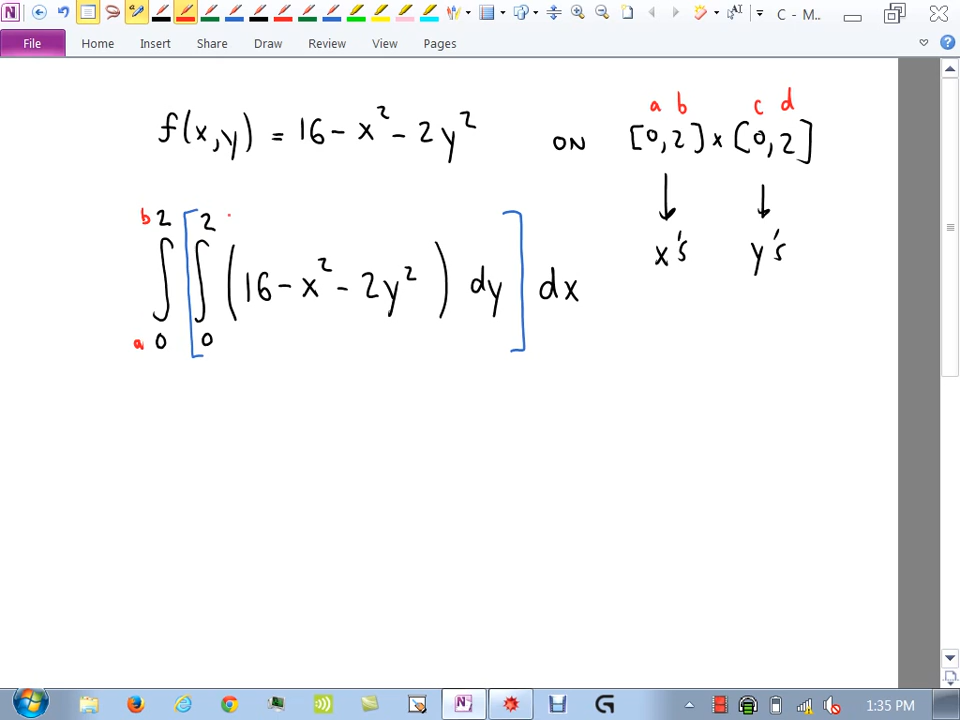 C - M..
File Home Insert Share Draw Review View Pages
a b c d
f(x,y) = 16 - x² - 2y² ON [0,2] × [0,2]
b 2 2
∫ [ ∫ (16 - x² - 2y²) dy ] dx
a 0 0
x's y's
1:35 PM